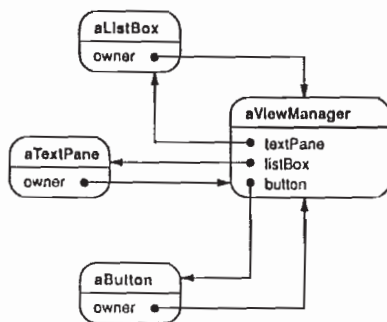 aListBox
owner
aViewManager
textPane
listBox
button
aTextPane
owner
aButton
owner